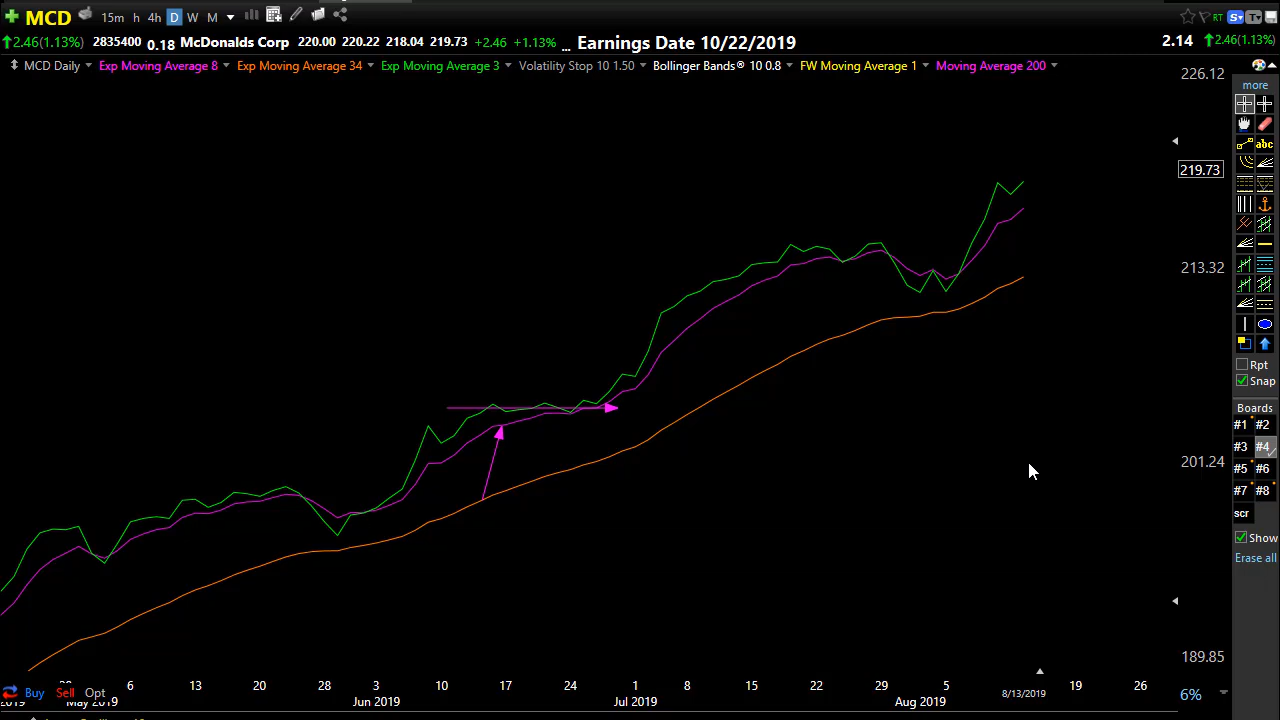 MCD 15m h 4h D W M RT S T
2.46(1.13%) 2835400 0.18 McDonalds Corp 220.00 220.22 218.04 219.73 +2.46 +1.13% ... Earnings Date 10/22/2019 2.14 2.46(1.13%)
MCD Daily Exp Moving Average 8 Exp Moving Average 34 Exp Moving Average 3 Volatility Stop 10 1.50 Bollinger Bands® 10 0.8 FW Moving Average 1 Moving Average 200
226.12
more
abc
219.73
213.32
Rpt
Snap
Boards
#1 #2
#3 #4
201.24
#5 #6
#7 #8
scr
Show
Erase all
189.85
6 13 20 28 3 10 17 24 1 8 15 22 29 5 8/13/2019 19 26
Buy Sell Opt 6%
2019 May 2019 Jun 2019 Jul 2019 Aug 2019